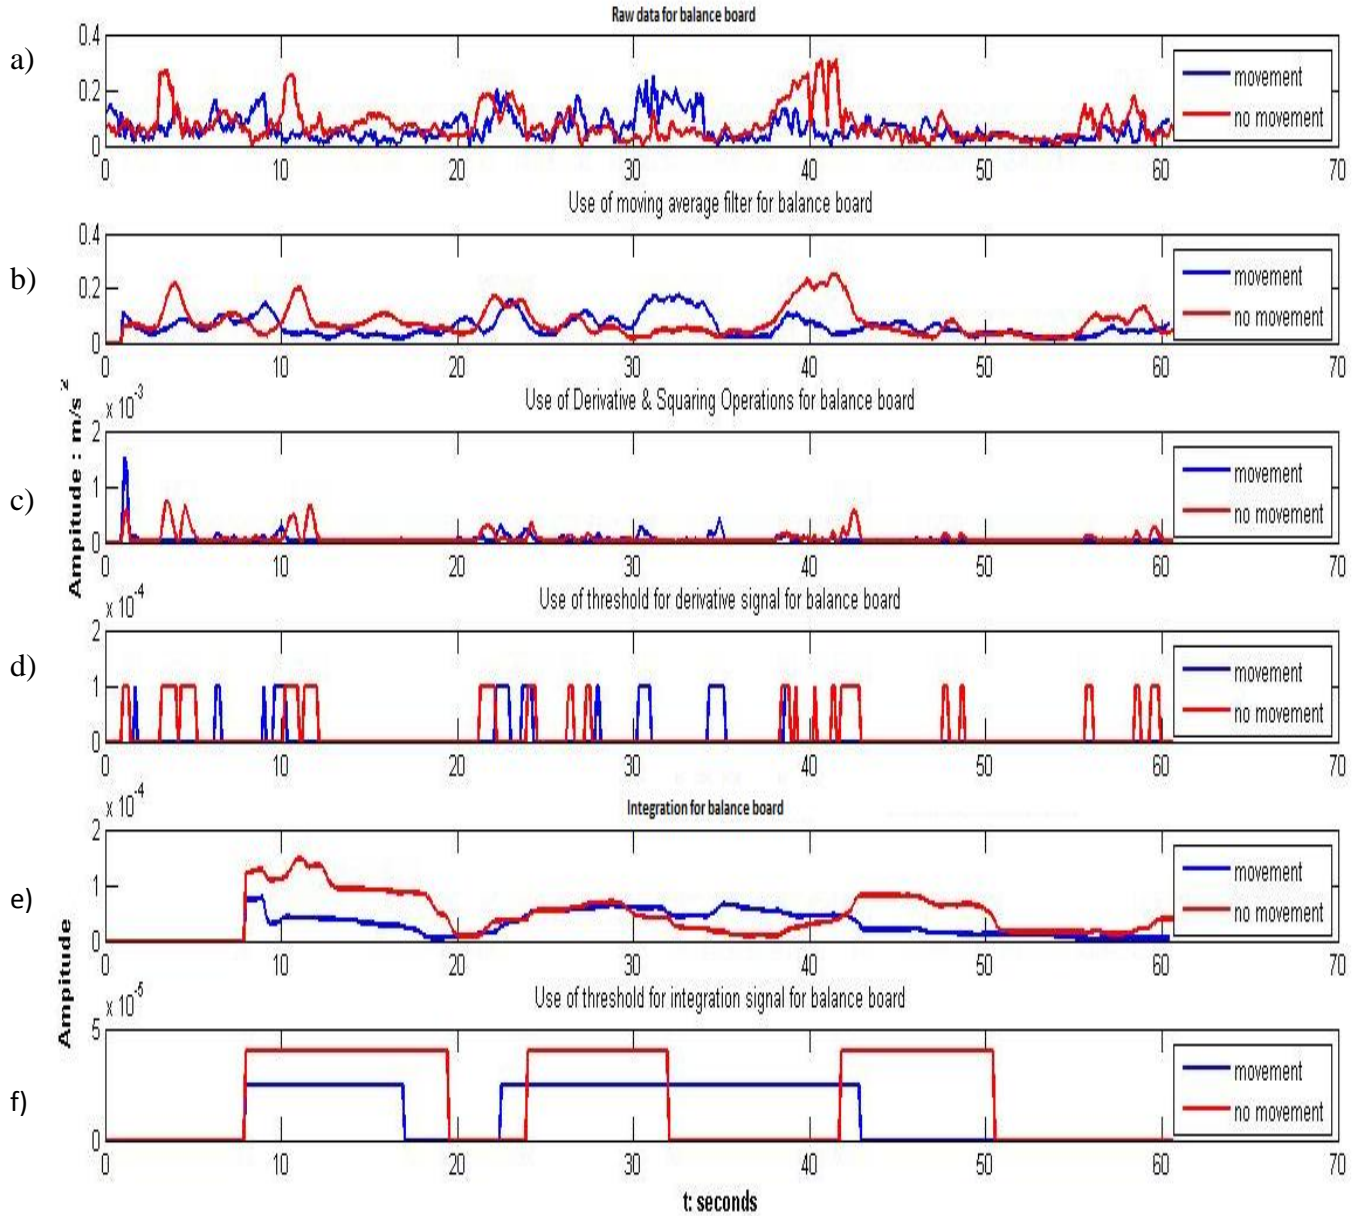 Raw data for balance board
a)
0.4
0.2
0
movement
no movement
0 10 20 30 40 50 60 70
Use of moving average filter for balance board
b)
0.4
0.2
0
movement
no movement
0 10 20 30 40 50 60 70
Use of Derivative & Squaring Operations for balance board
x 10-3
c)
2
1
0
movement
no movement
0 10 20 30 40 50 60 70
Amplitude : m/s 2
Use of threshold for derivative signal for balance board
x 10-4
d)
2
1
0
movement
no movement
0 10 20 30 40 50 60 70
Integration for balance board
x 10-4
e)
2
1
0
movement
no movement
0 10 20 30 40 50 60 70
Ampitude
Use of threshold for integration signal for balance board
x 10-5
f)
5
0
movement
no movement
0 10 20 30 40 50 60 70
t: seconds